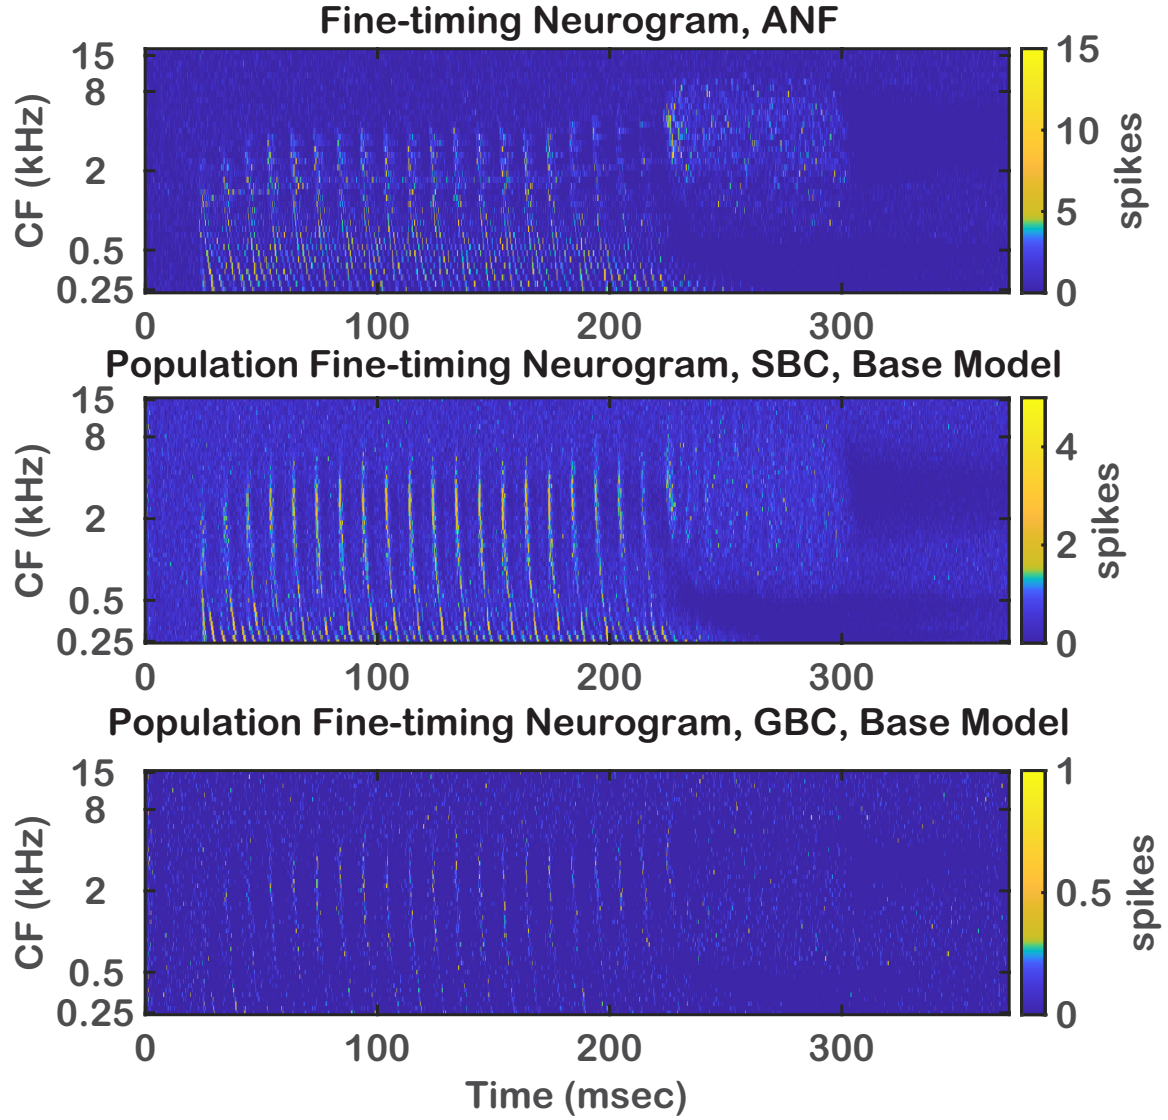 Fine-timing Neurogram, ANF
15
8
2
0.5
0.25
CF (kHz)
0 100 200 300
15
10
5
0
spikes
Population Fine-timing Neurogram, SBC, Base Model
15
8
2
0.5
0.25
CF (kHz)
0 100 200 300
4
2
0
spikes
Population Fine-timing Neurogram, GBC, Base Model
15
8
2
0.5
0.25
CF (kHz)
0 100 200 300
1
0.5
0
spikes
Time (msec)